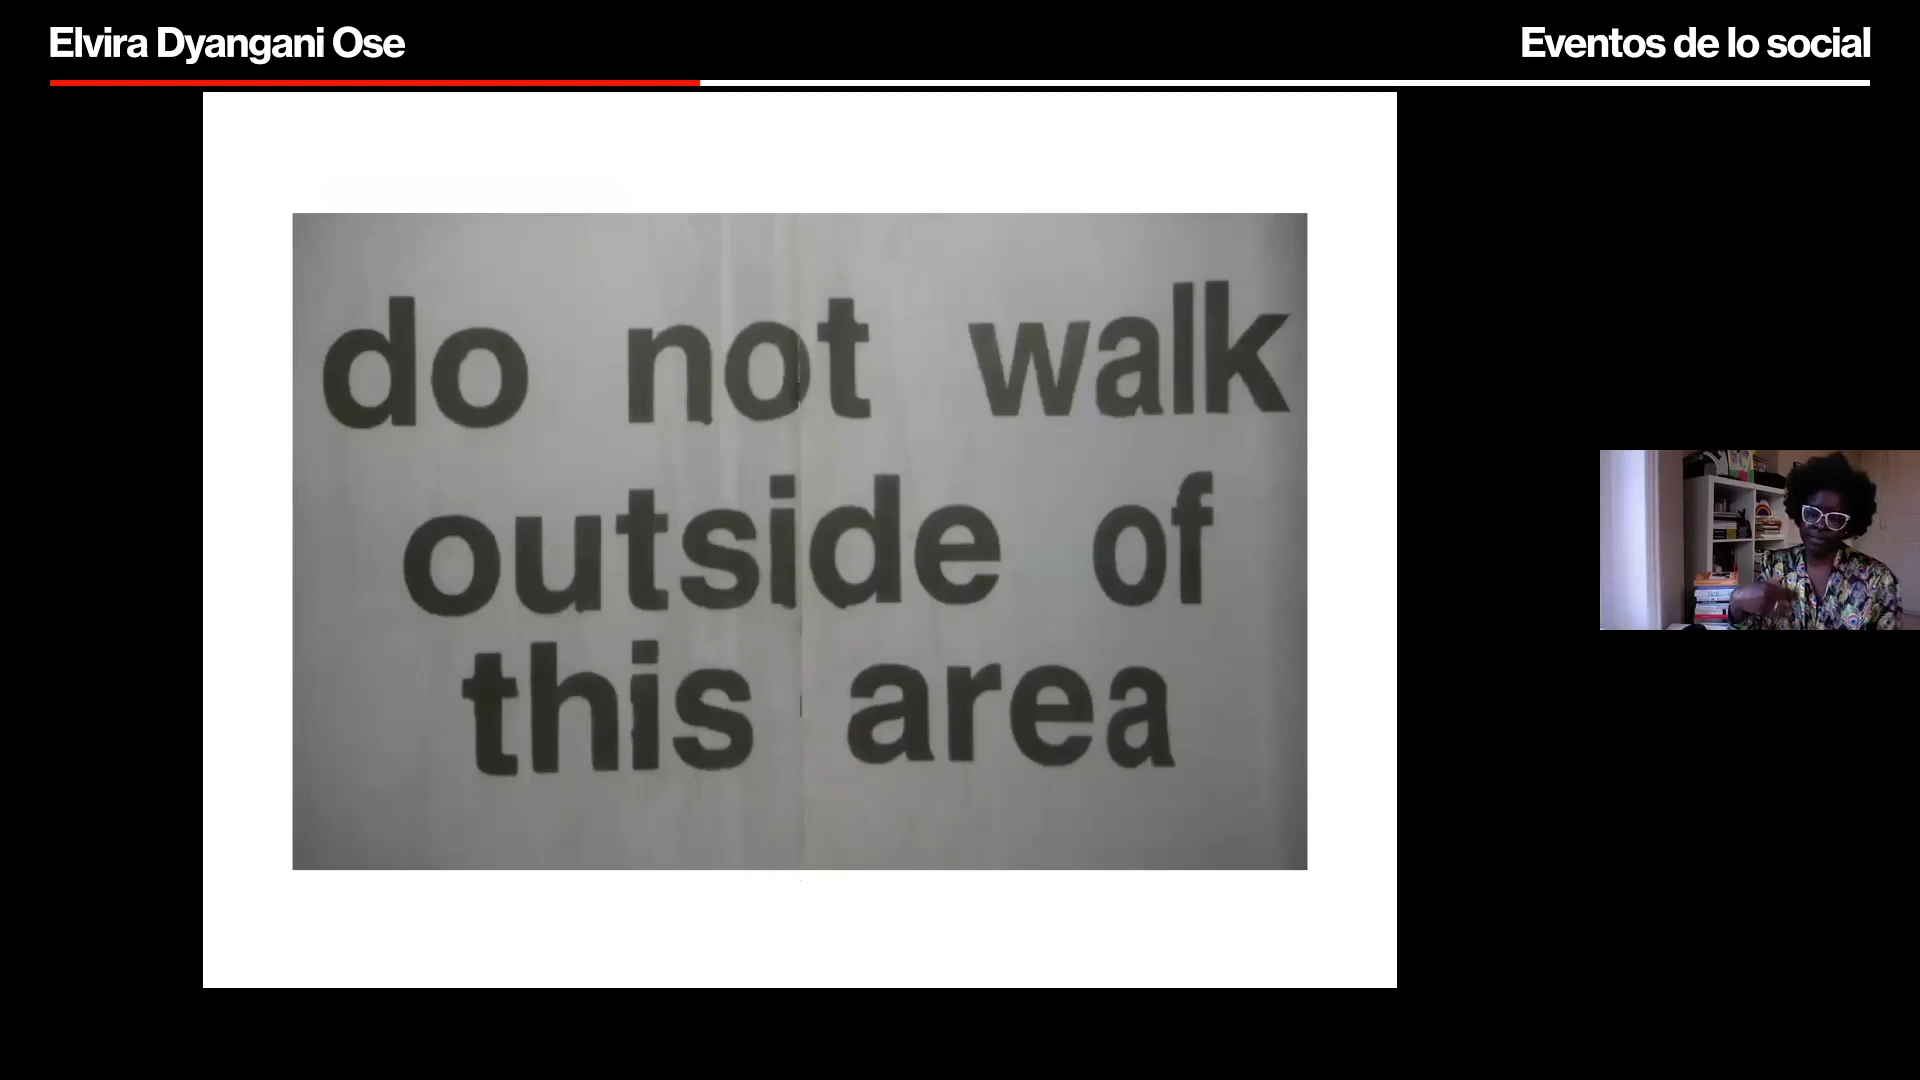 Elvira Dyangani Ose
Eventos de lo social
do not walk
outside of
this area